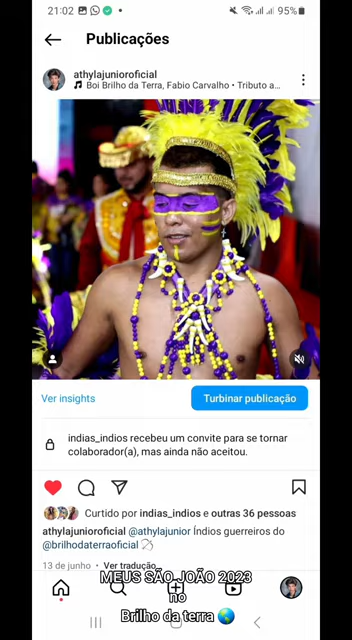 21:02
95%
Publicações
athylajunioroficial
Boi Brilho da Terra, Fabio Carvalho • Tributo a...
Ver insights
Turbinar publicação
indias_indios recebeu um convite para se tornar
colaborador(a), mas ainda não aceitou.
Curtido por indias_indios e outras 36 pessoas
athylajunioroficial @athylajunior Índios guerreiros do
@brilhodaterraoficial
13 de junho • Ver tradução
MEUS SÃO JOÃO 2023
no
Brilho da terra